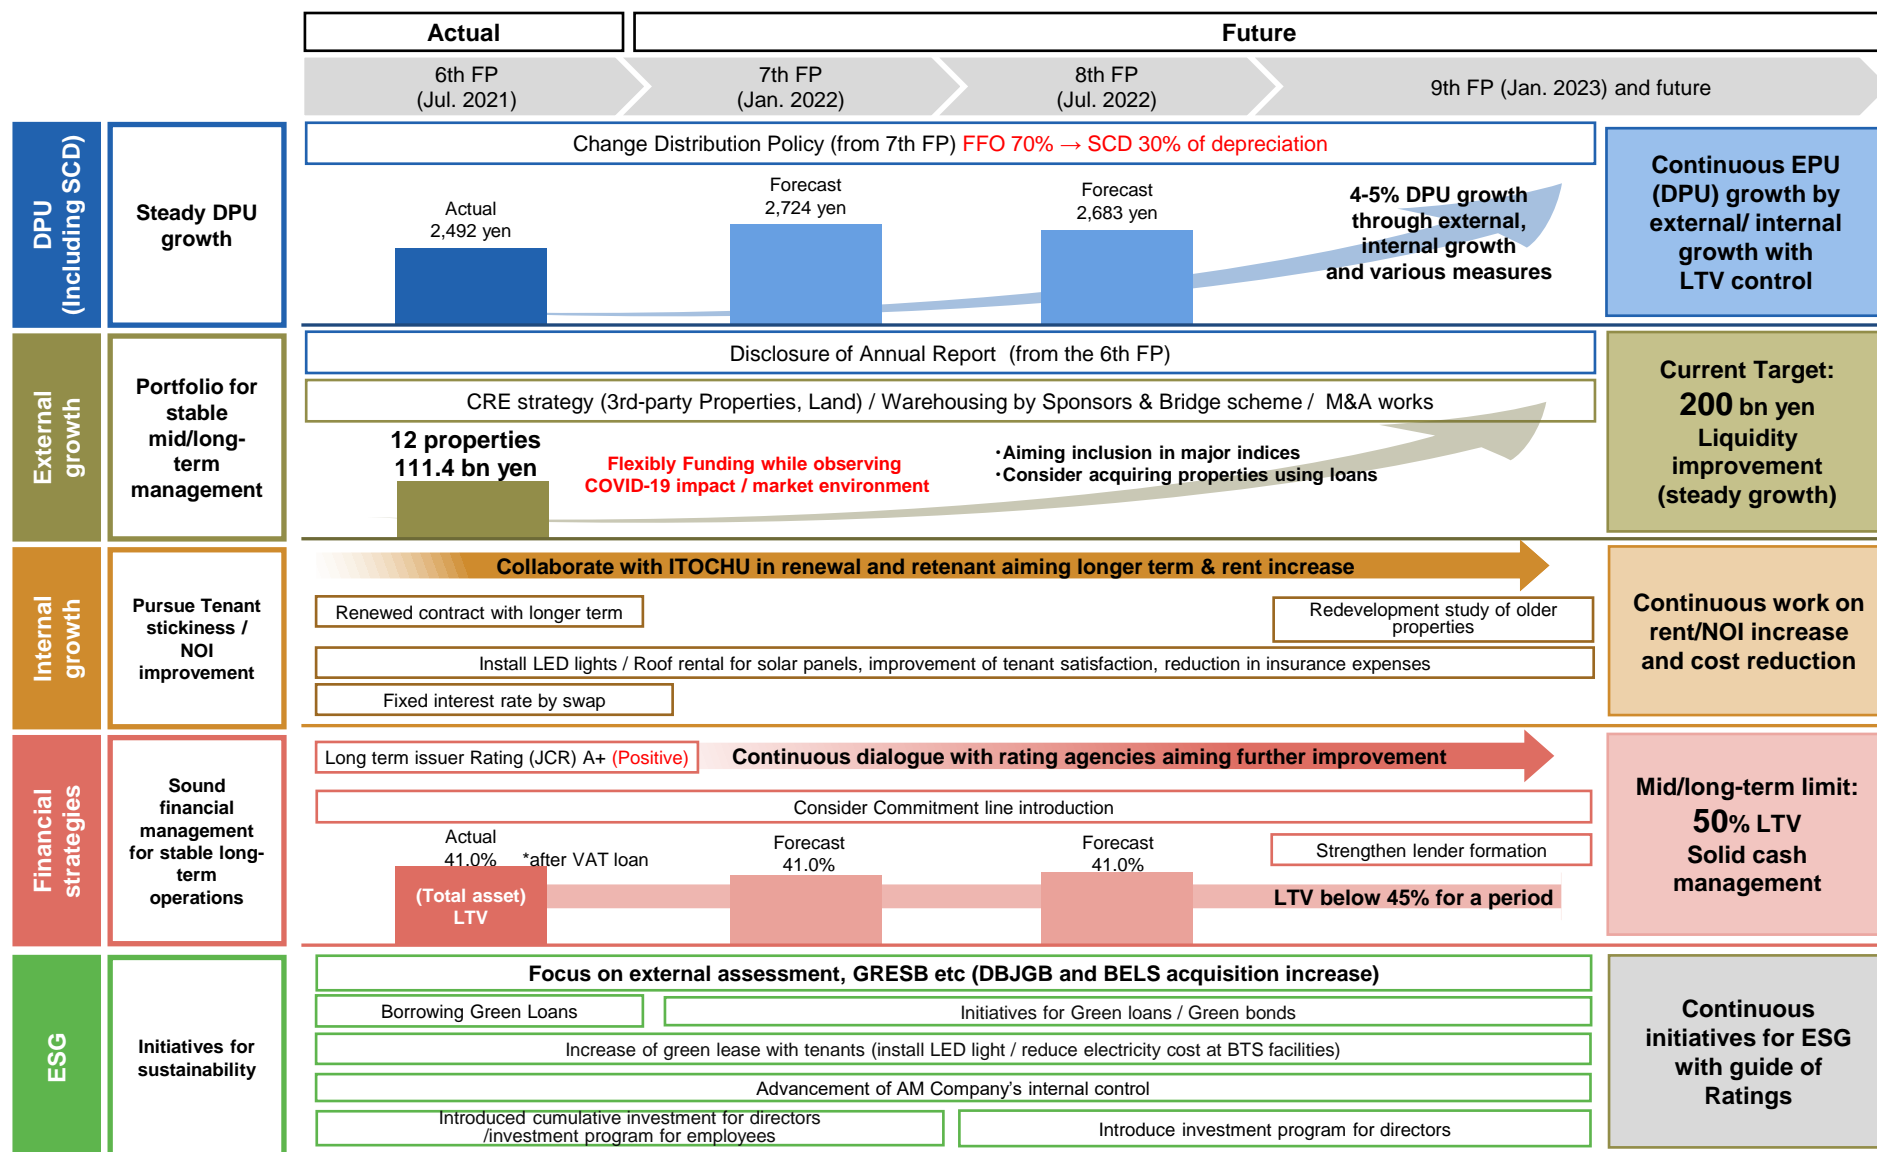 Actual
Future
6th FP
(Jul. 2021)
7th FP
(Jan. 2022)
8th FP
(Jul. 2022)
9th FP (Jan. 2023) and future
DPU
(Including SCD)
Steady DPU
growth
Change Distribution Policy (from 7th FP) FFO 70% → SCD 30% of depreciation
Actual
2,492 yen
Forecast
2,724 yen
Forecast
2,683 yen
4-5% DPU growth
through external,
internal growth
and various measures
Continuous EPU
(DPU) growth by
external/ internal
growth with
LTV control
External
growth
Portfolio for
stable
mid/long-
term
management
Disclosure of Annual Report (from the 6th FP)
CRE strategy (3rd-party Properties, Land) / Warehousing by Sponsors & Bridge scheme / M&A works
12 properties
111.4 bn yen
Flexibly Funding while observing
COVID-19 impact / market environment
・Aiming inclusion in major indices
・Consider acquiring properties using loans
Current Target:
200 bn yen
Liquidity
improvement
(steady growth)
Internal
growth
Pursue Tenant
stickiness /
NOI
improvement
Collaborate with ITOCHU in renewal and retenant aiming longer term & rent increase
Renewed contract with longer term
Redevelopment study of older
properties
Install LED lights / Roof rental for solar panels, improvement of tenant satisfaction, reduction in insurance expenses
Fixed interest rate by swap
Continuous work on
rent/NOI increase
and cost reduction
Financial
strategies
Sound
financial
management
for stable long-
term
operations
Long term issuer Rating (JCR) A+ (Positive)
Continuous dialogue with rating agencies aiming further improvement
Consider Commitment line introduction
Actual
41.0%
*after VAT loan
(Total asset)
LTV
Forecast
41.0%
Forecast
41.0%
Strengthen lender formation
LTV below 45% for a period
Mid/long-term limit:
50% LTV
Solid cash
management
ESG
Initiatives for
sustainability
Focus on external assessment, GRESB etc (DBJGB and BELS acquisition increase)
Borrowing Green Loans
Initiatives for Green loans / Green bonds
Increase of green lease with tenants (install LED light / reduce electricity cost at BTS facilities)
Advancement of AM Company's internal control
Introduced cumulative investment for directors
/investment program for employees
Introduce investment program for directors
Continuous
initiatives for ESG
with guide of
Ratings